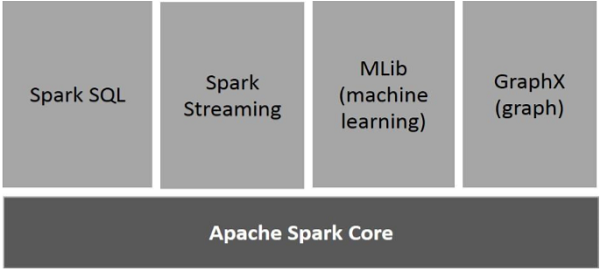 Spark SQL
Spark
Streaming
MLib
(machine
learning)
GraphX
(graph)
Apache Spark Core